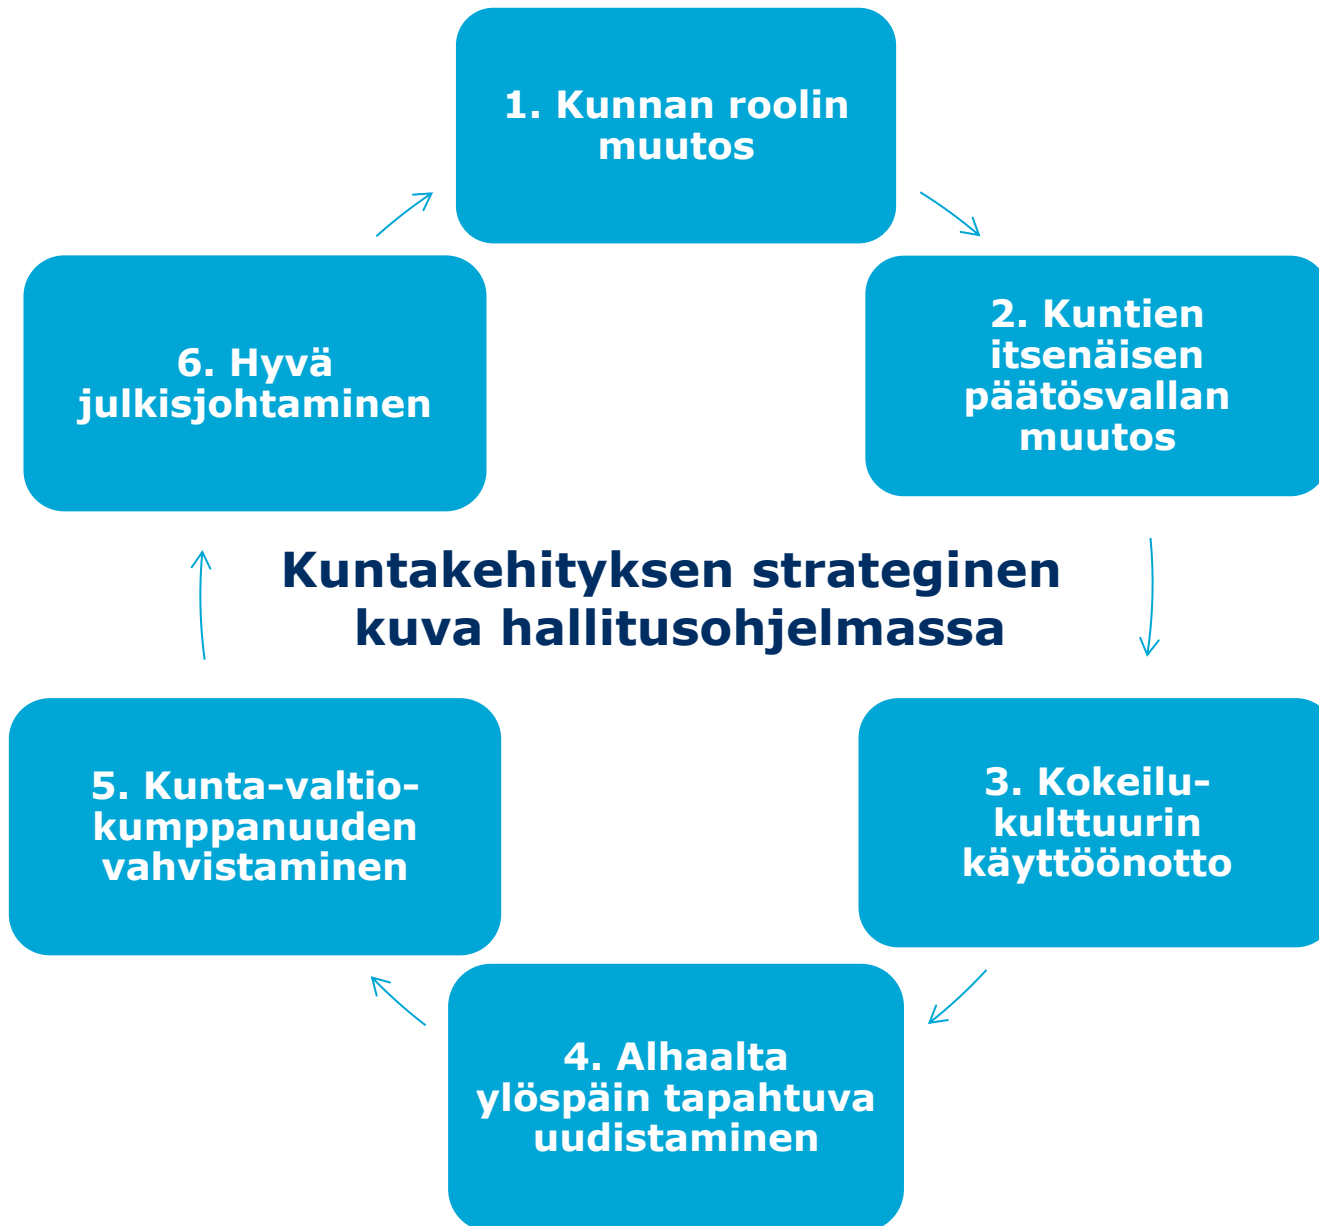 1. Kunnan roolin
muutos
2. Kuntien
itsenäisen
päätösvallan
muutos
3. Kokeilu-
kulttuurin
käyttöönotto
4. Alhaalta
ylöspäin tapahtuva
uudistaminen
5. Kunta-valtio-
kumppanuuden
vahvistaminen
6. Hyvä
julkisjohtaminen
Kuntakehityksen strateginen
kuva hallitusohjelmassa